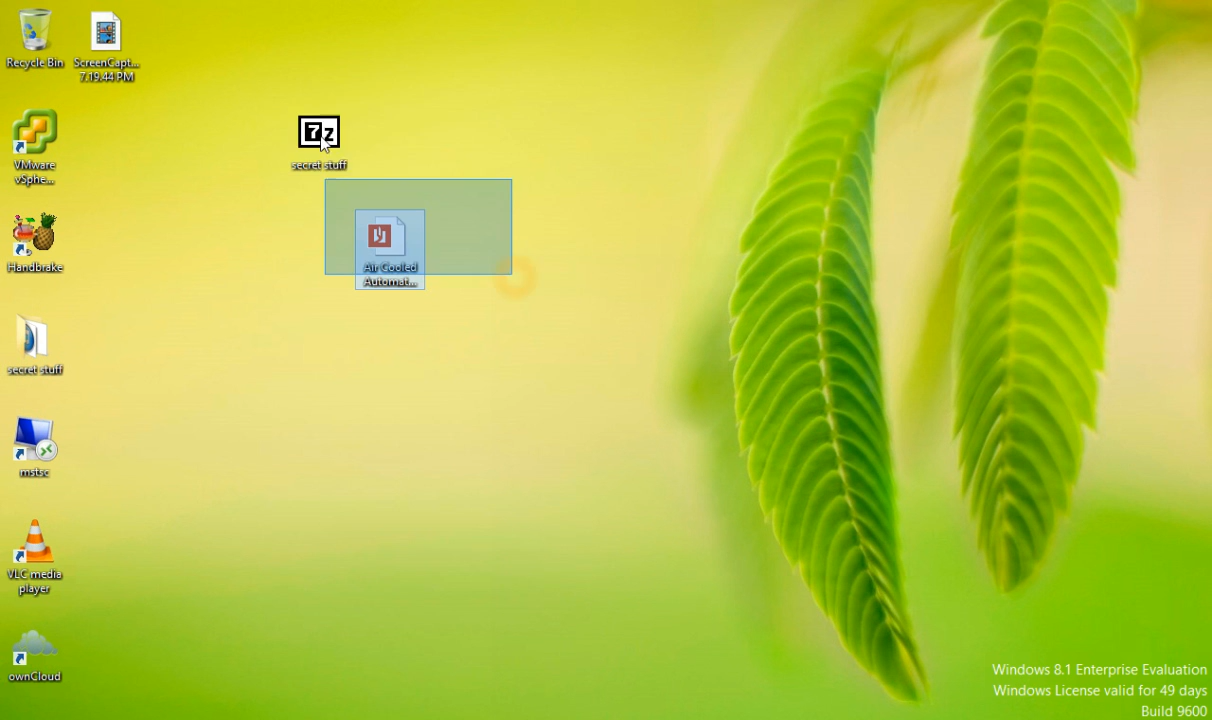 Recycle Bin
ScreenCapt...
7.19.44 PM
VMware
vSphe...
7z
secret stuff
Handbrake
Air Cooled
Automat...
secret stuff
mstsc
VLC media
player
ownCloud
Windows 8.1 Enterprise Evaluation
Windows License valid for 49 days
Build 9600